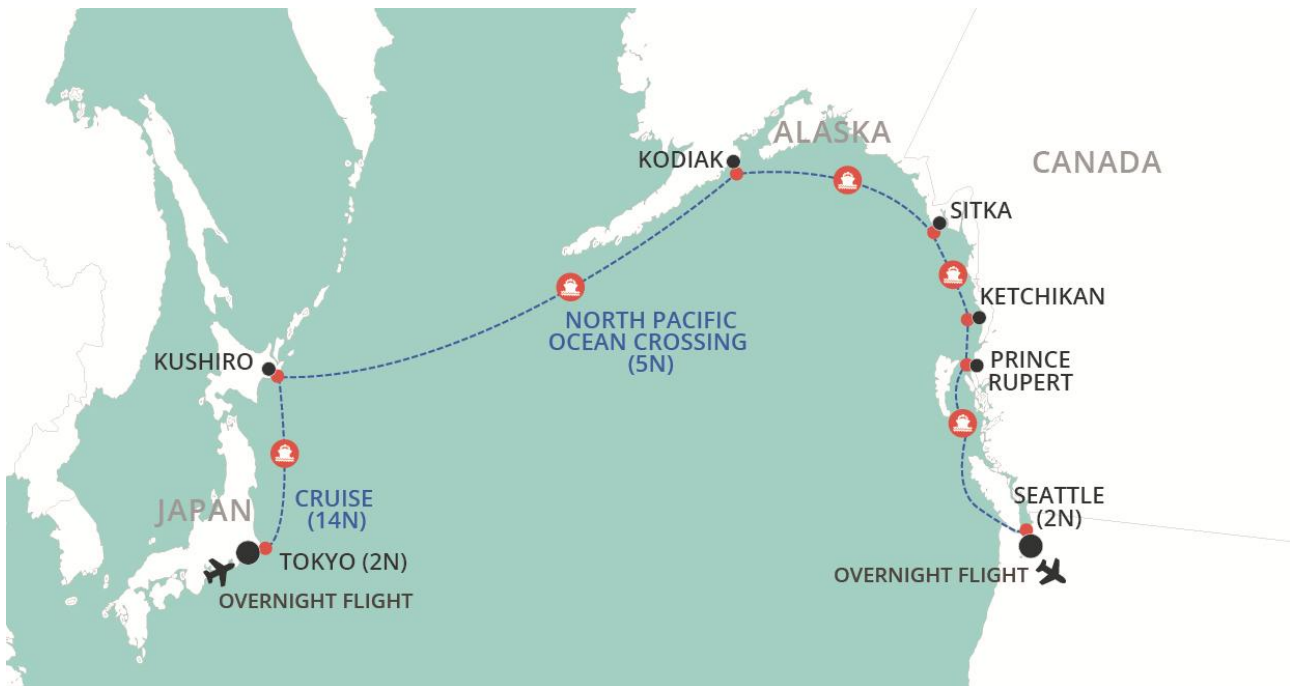 ALASKA
KODIAK
CANADA
SITKA
KETCHIKAN
NORTH PACIFIC
OCEAN CROSSING
(5N)
KUSHIRO
PRINCE
RUPERT
CRUISE
(14N)
JAPAN
SEATTLE
(2N)
TOKYO (2N)
OVERNIGHT FLIGHT
OVERNIGHT FLIGHT